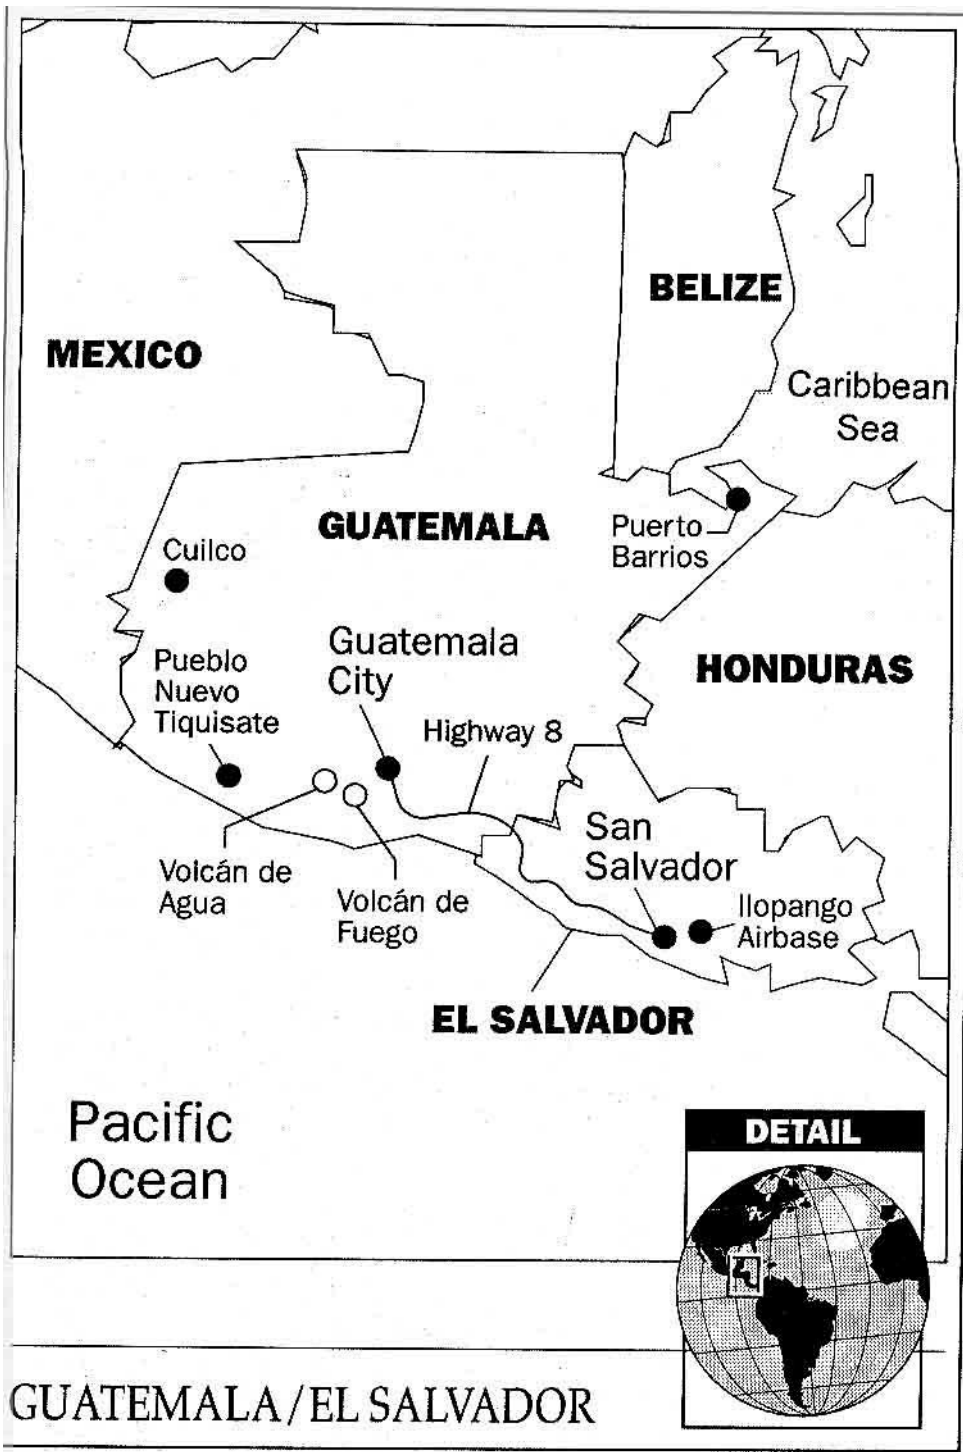 BELIZE
MEXICO
Caribbean
Sea
GUATEMALA
Puerto
Barrios
Cuilco
Guatemala
City
Pueblo
Nuevo
Tiquisate
HONDURAS
Highway 8
San
Salvador
Volcán de
Agua
Volcán de
Fuego
Ilopango
Airbase
EL SALVADOR
Pacific
Ocean
DETAIL
GUATEMALA/EL SALVADOR